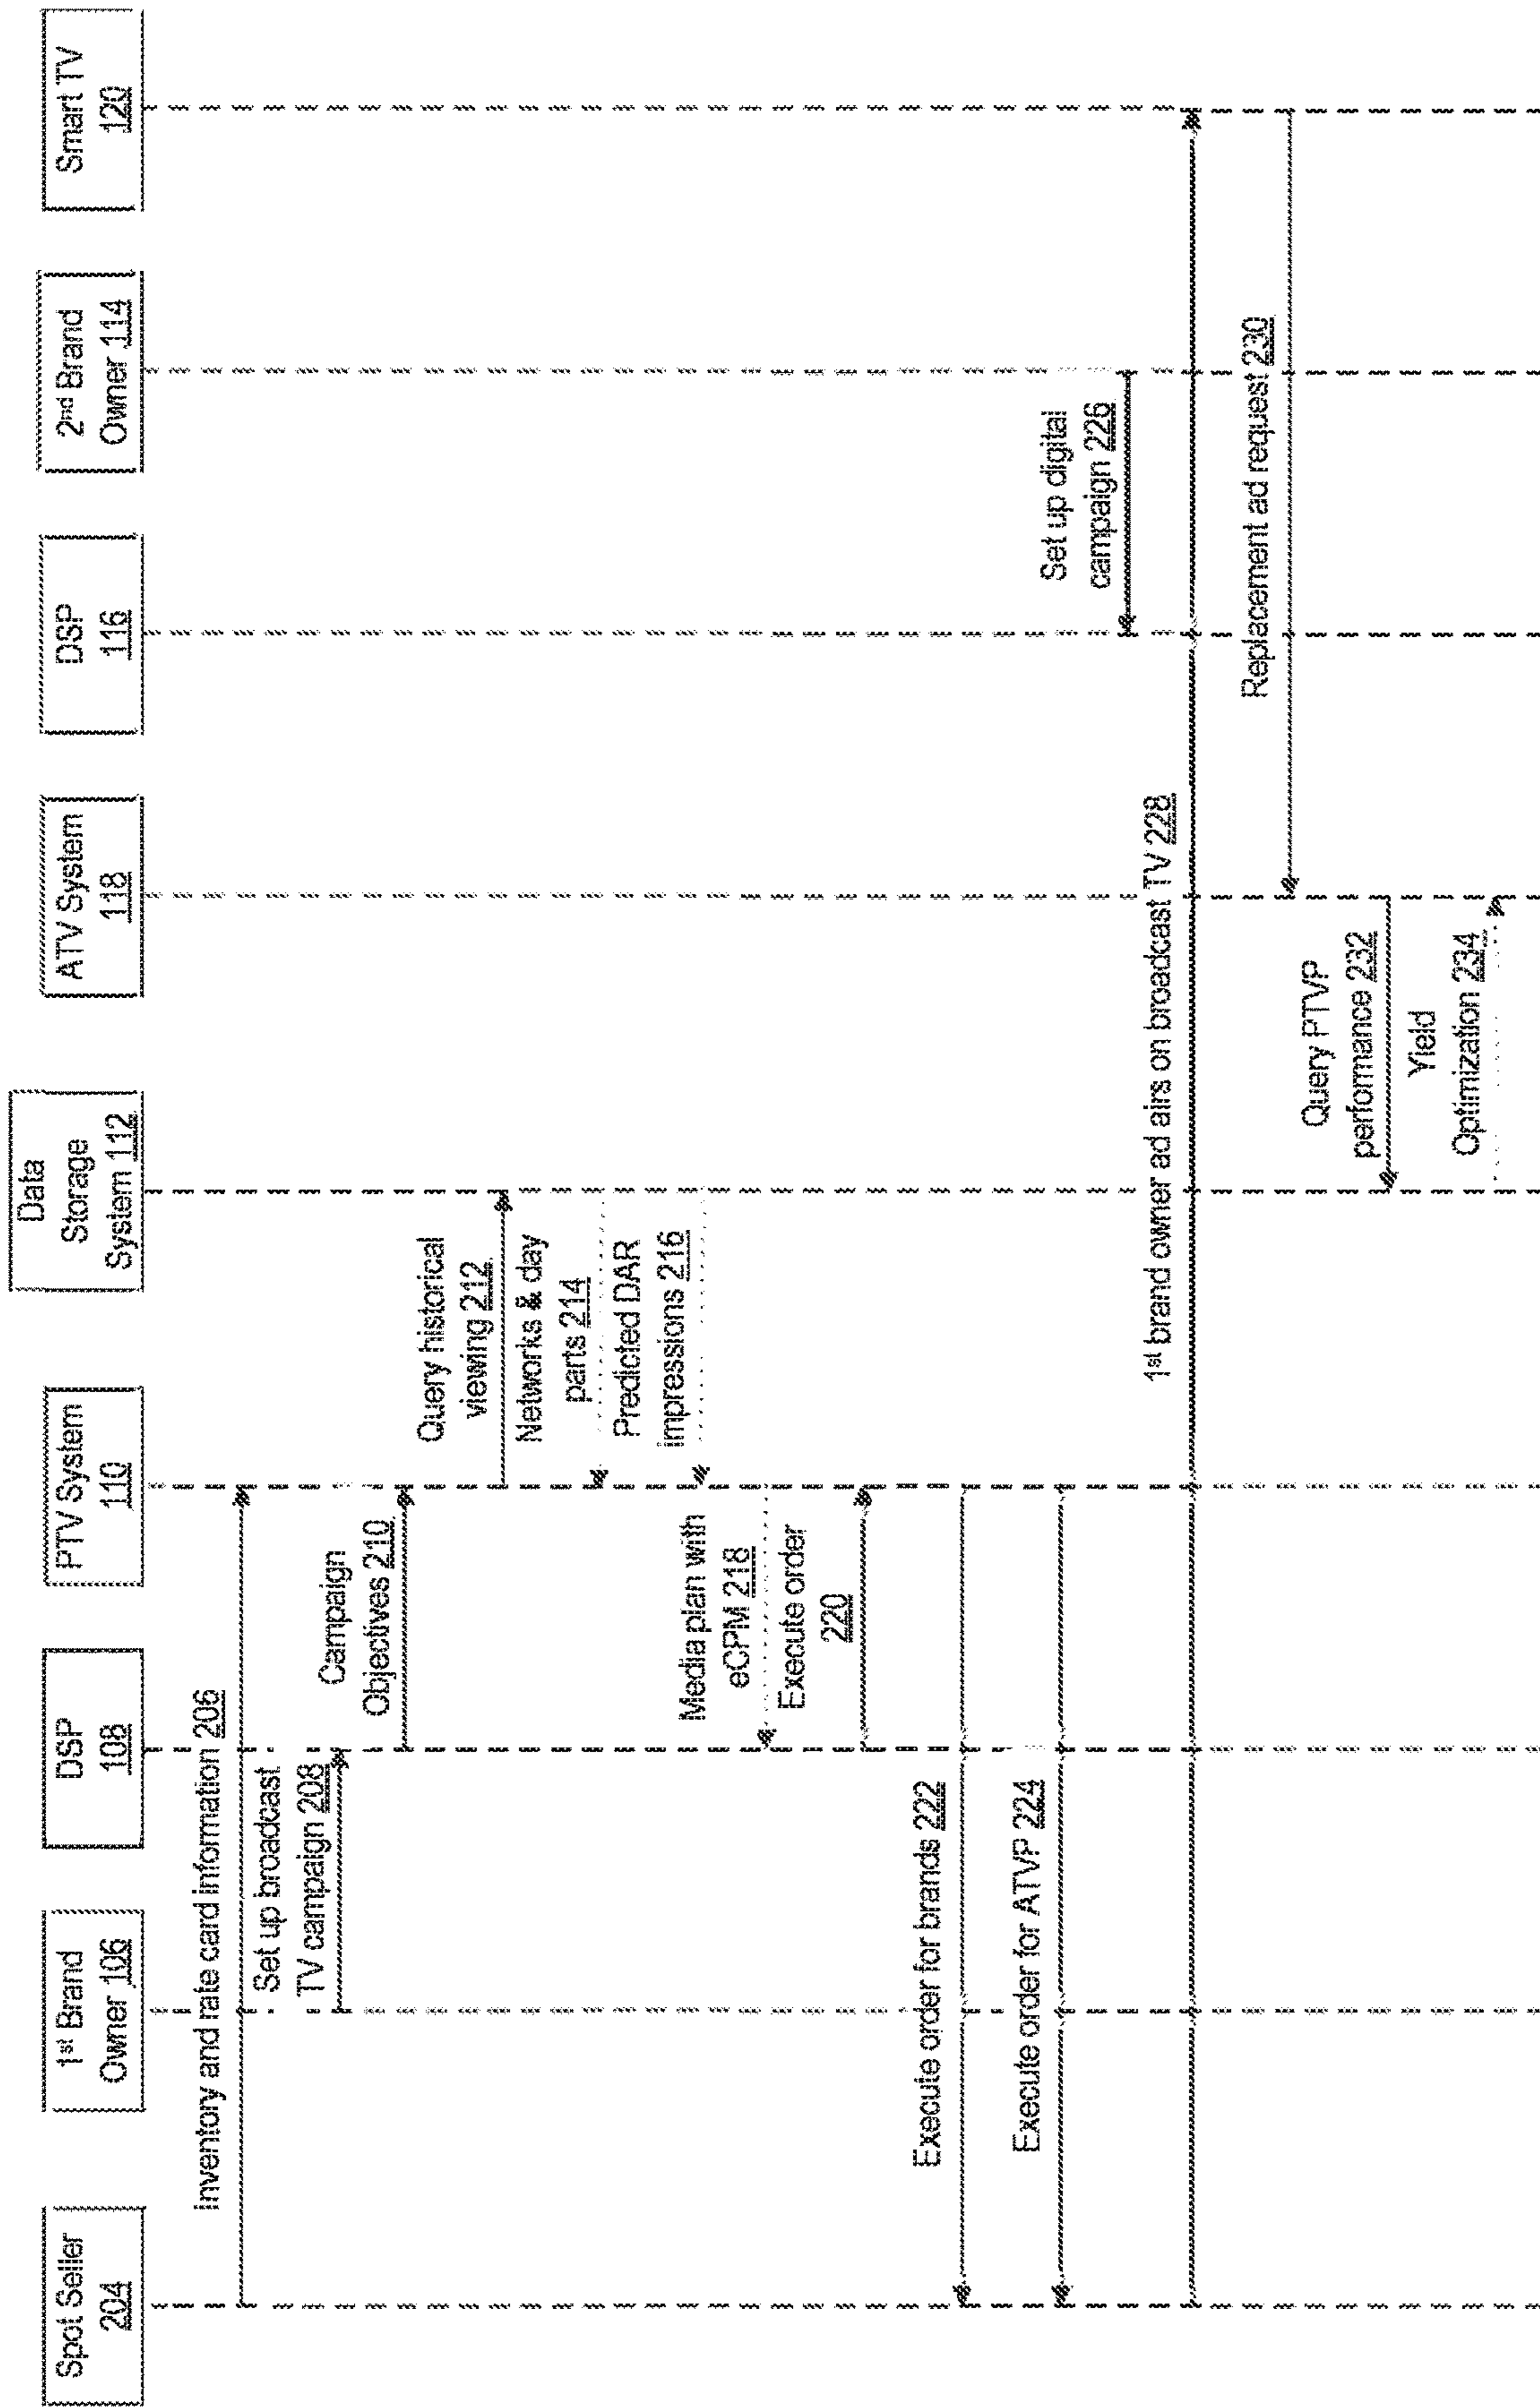 Spot Seller
204
1st Brand
Owner 106
DSP
108
PTV System
110
Data
Storage
System 112
ATV System
118
DSP
116
2nd Brand
Owner 114
Smart TV
120
inventory and rate card information 206
Set up broadcast
TV campaign 208
Campaign
Objectives 210
Query historical
viewing 212
Networks & day
parts 214
Predicted DAR
impressions 216
Media plan with
eCPM 218
Execute order
220
Execute order for brands 222
Execute order for ATVP 224
Set up digital
campaign 226
1st brand owner ad airs on broadcast TV 228
Replacement ad request 230
Query PTVP
performance 232
Yield
Optimization 234